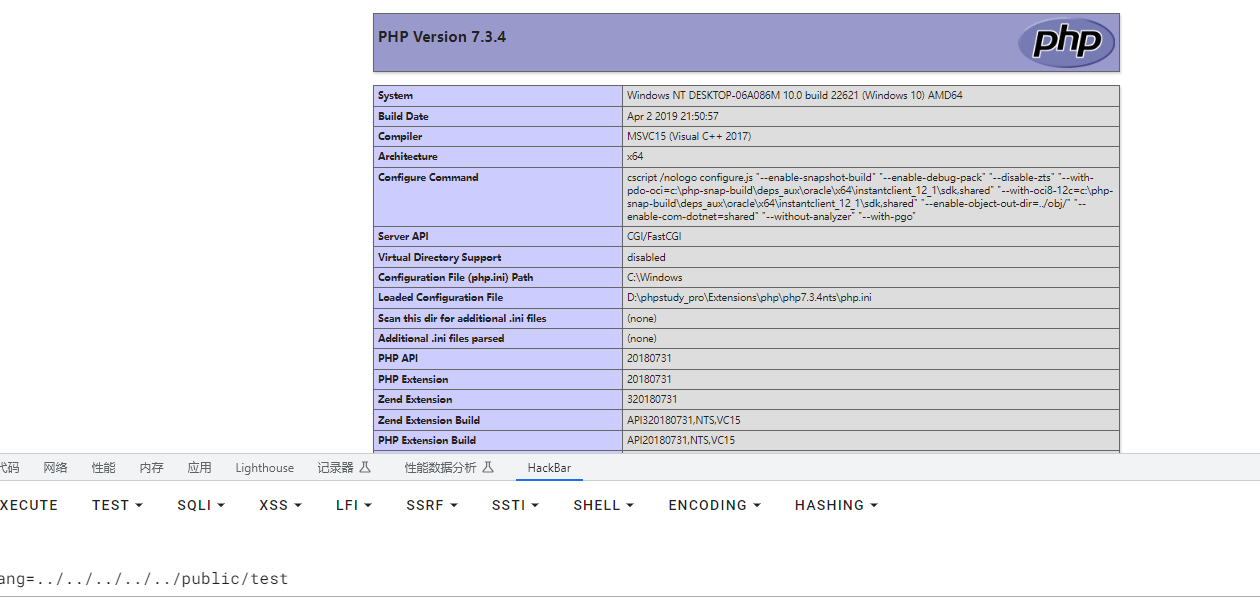 PHP Version 7.3.4
php
System Windows NT DESKTOP-06A086M 10.0 build 22621 (Windows 10) AMD64
Build Date Apr 2 2019 21:50:57
Compiler MSVC15 (Visual C++ 2017)
Architecture x64
Configure Command cscript /nologo configure.js "--enable-snapshot-build" "--enable-debug-pack" "--disable-zts" "--with-
pdo-oci=c:\php-snap-build\deps_aux\oracle\x64\instantclient_12_1\sdk,shared" "--with-oci8-12c=c:\php-
snap-build\deps_aux\oracle\x64\instantclient_12_1\sdk,shared" "--enable-object-out-dir=../obj/" "--
enable-com-dotnet=shared" "--without-analyzer" "--with-pgo"
Server API CGI/FastCGI
Virtual Directory Support disabled
Configuration File (php.ini) Path C:\Windows
Loaded Configuration File D:\phpstudy_pro\Extensions\php\php7.3.4nts\php.ini
Scan this dir for additional .ini files (none)
Additional .ini files parsed (none)
PHP API 20180731
PHP Extension 20180731
Zend Extension 320180731
Zend Extension Build API320180731,NTS,VC15
PHP Extension Build API20180731,NTS,VC15
代码 网络 性能 内存 应用 Lighthouse 记录器 性能数据分析 HackBar
XECUTE TEST SQLI XSS LFI SSRF SSTI SHELL ENCODING HASHING
ang=../../../../../public/test